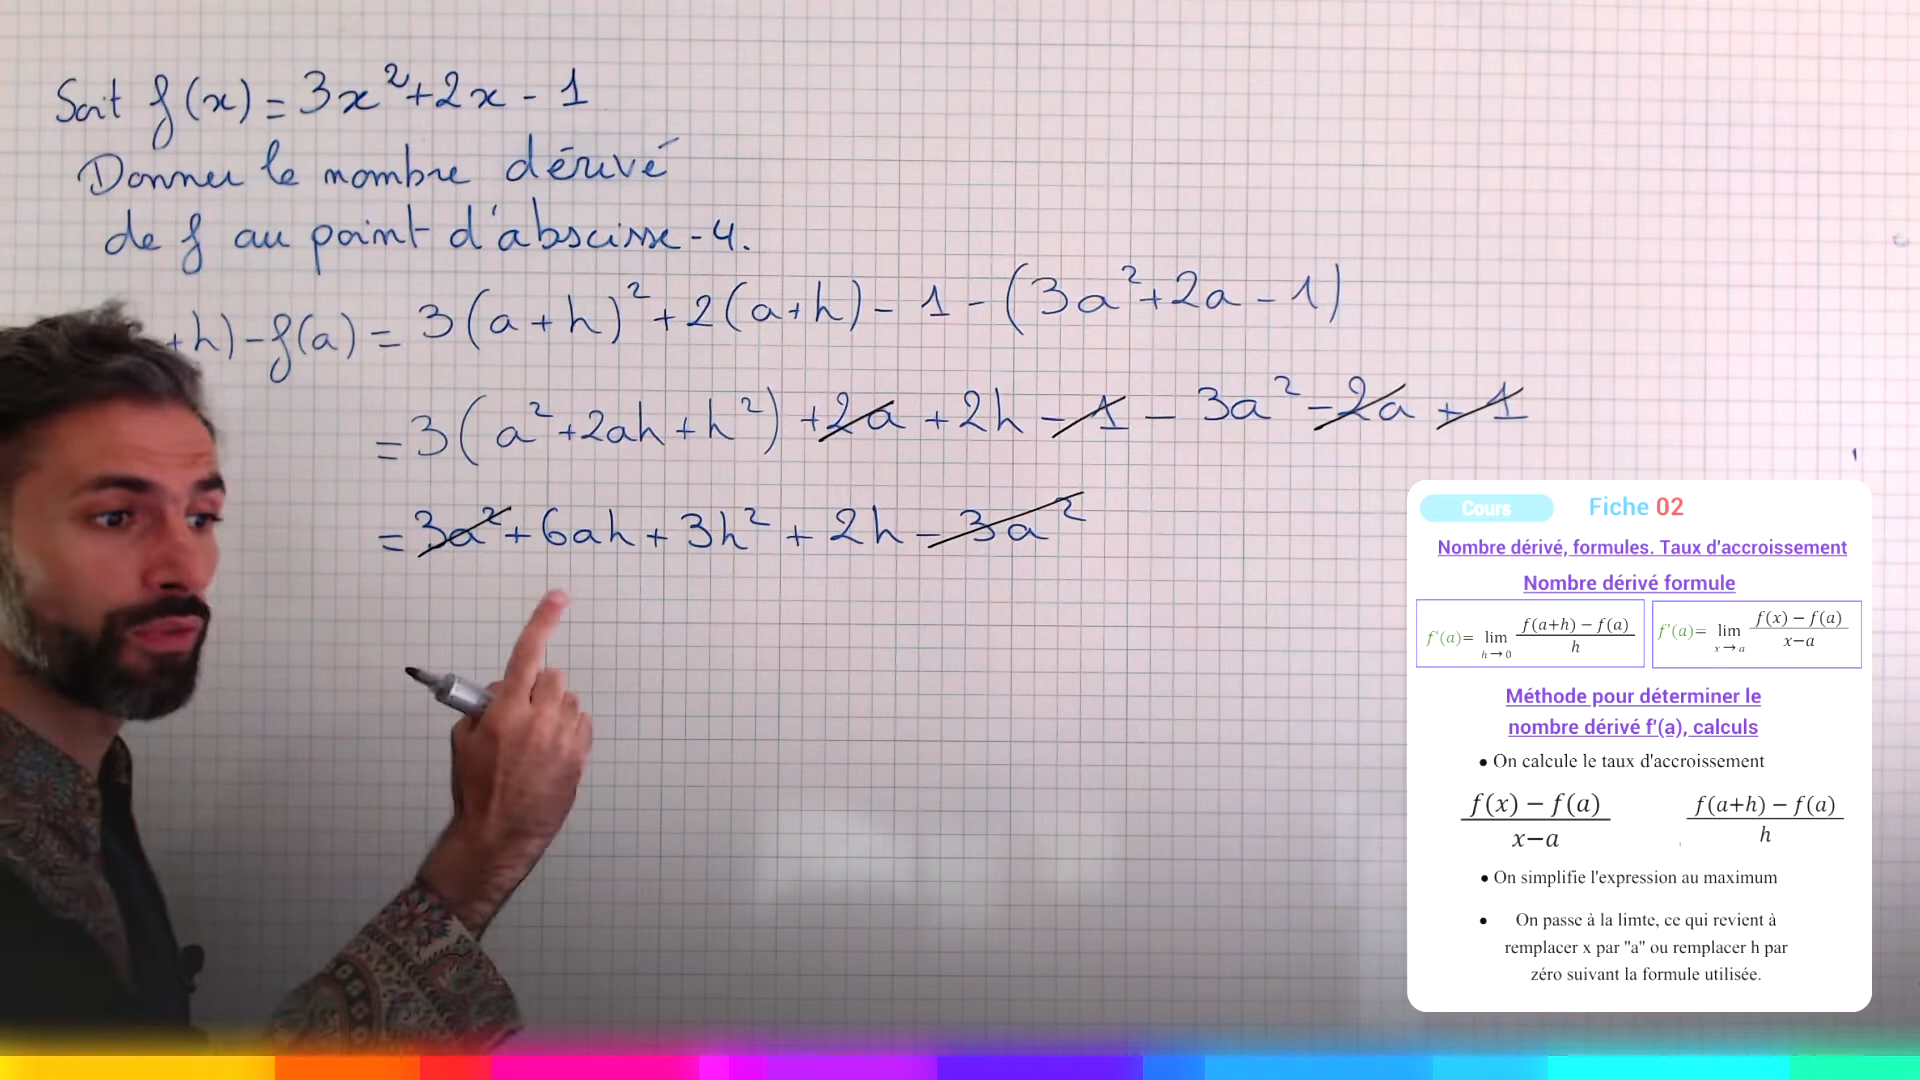 Soit f(x) = 3x² + 2x - 1
Donner le nombre dérivé
de f au point d'abscisse -4.
+h) - f(a) = 3(a+h)² + 2(a+h) - 1 - (3a² + 2a - 1)
= 3(a² + 2ah + h²) + 2a + 2h - 1 - 3a² - 2a + 1
= 3a² + 6ah + 3h² + 2h - 3a²
Cours
Fiche 02
Nombre dérivé, formules. Taux d'accroissement
Nombre dérivé formule
f'(a)= lim h→0 f(a+h) − f(a) / h
f'(a)= lim x→a f(x) − f(a) / x−a
Méthode pour déterminer le
nombre dérivé f'(a), calculs
• On calcule le taux d'accroissement
f(x) − f(a) / x−a
f(a+h) − f(a) / h
• On simplifie l'expression au maximum
• On passe à la limte, ce qui revient à
remplacer x par "a" ou remplacer h par
zéro suivant la formule utilisée.